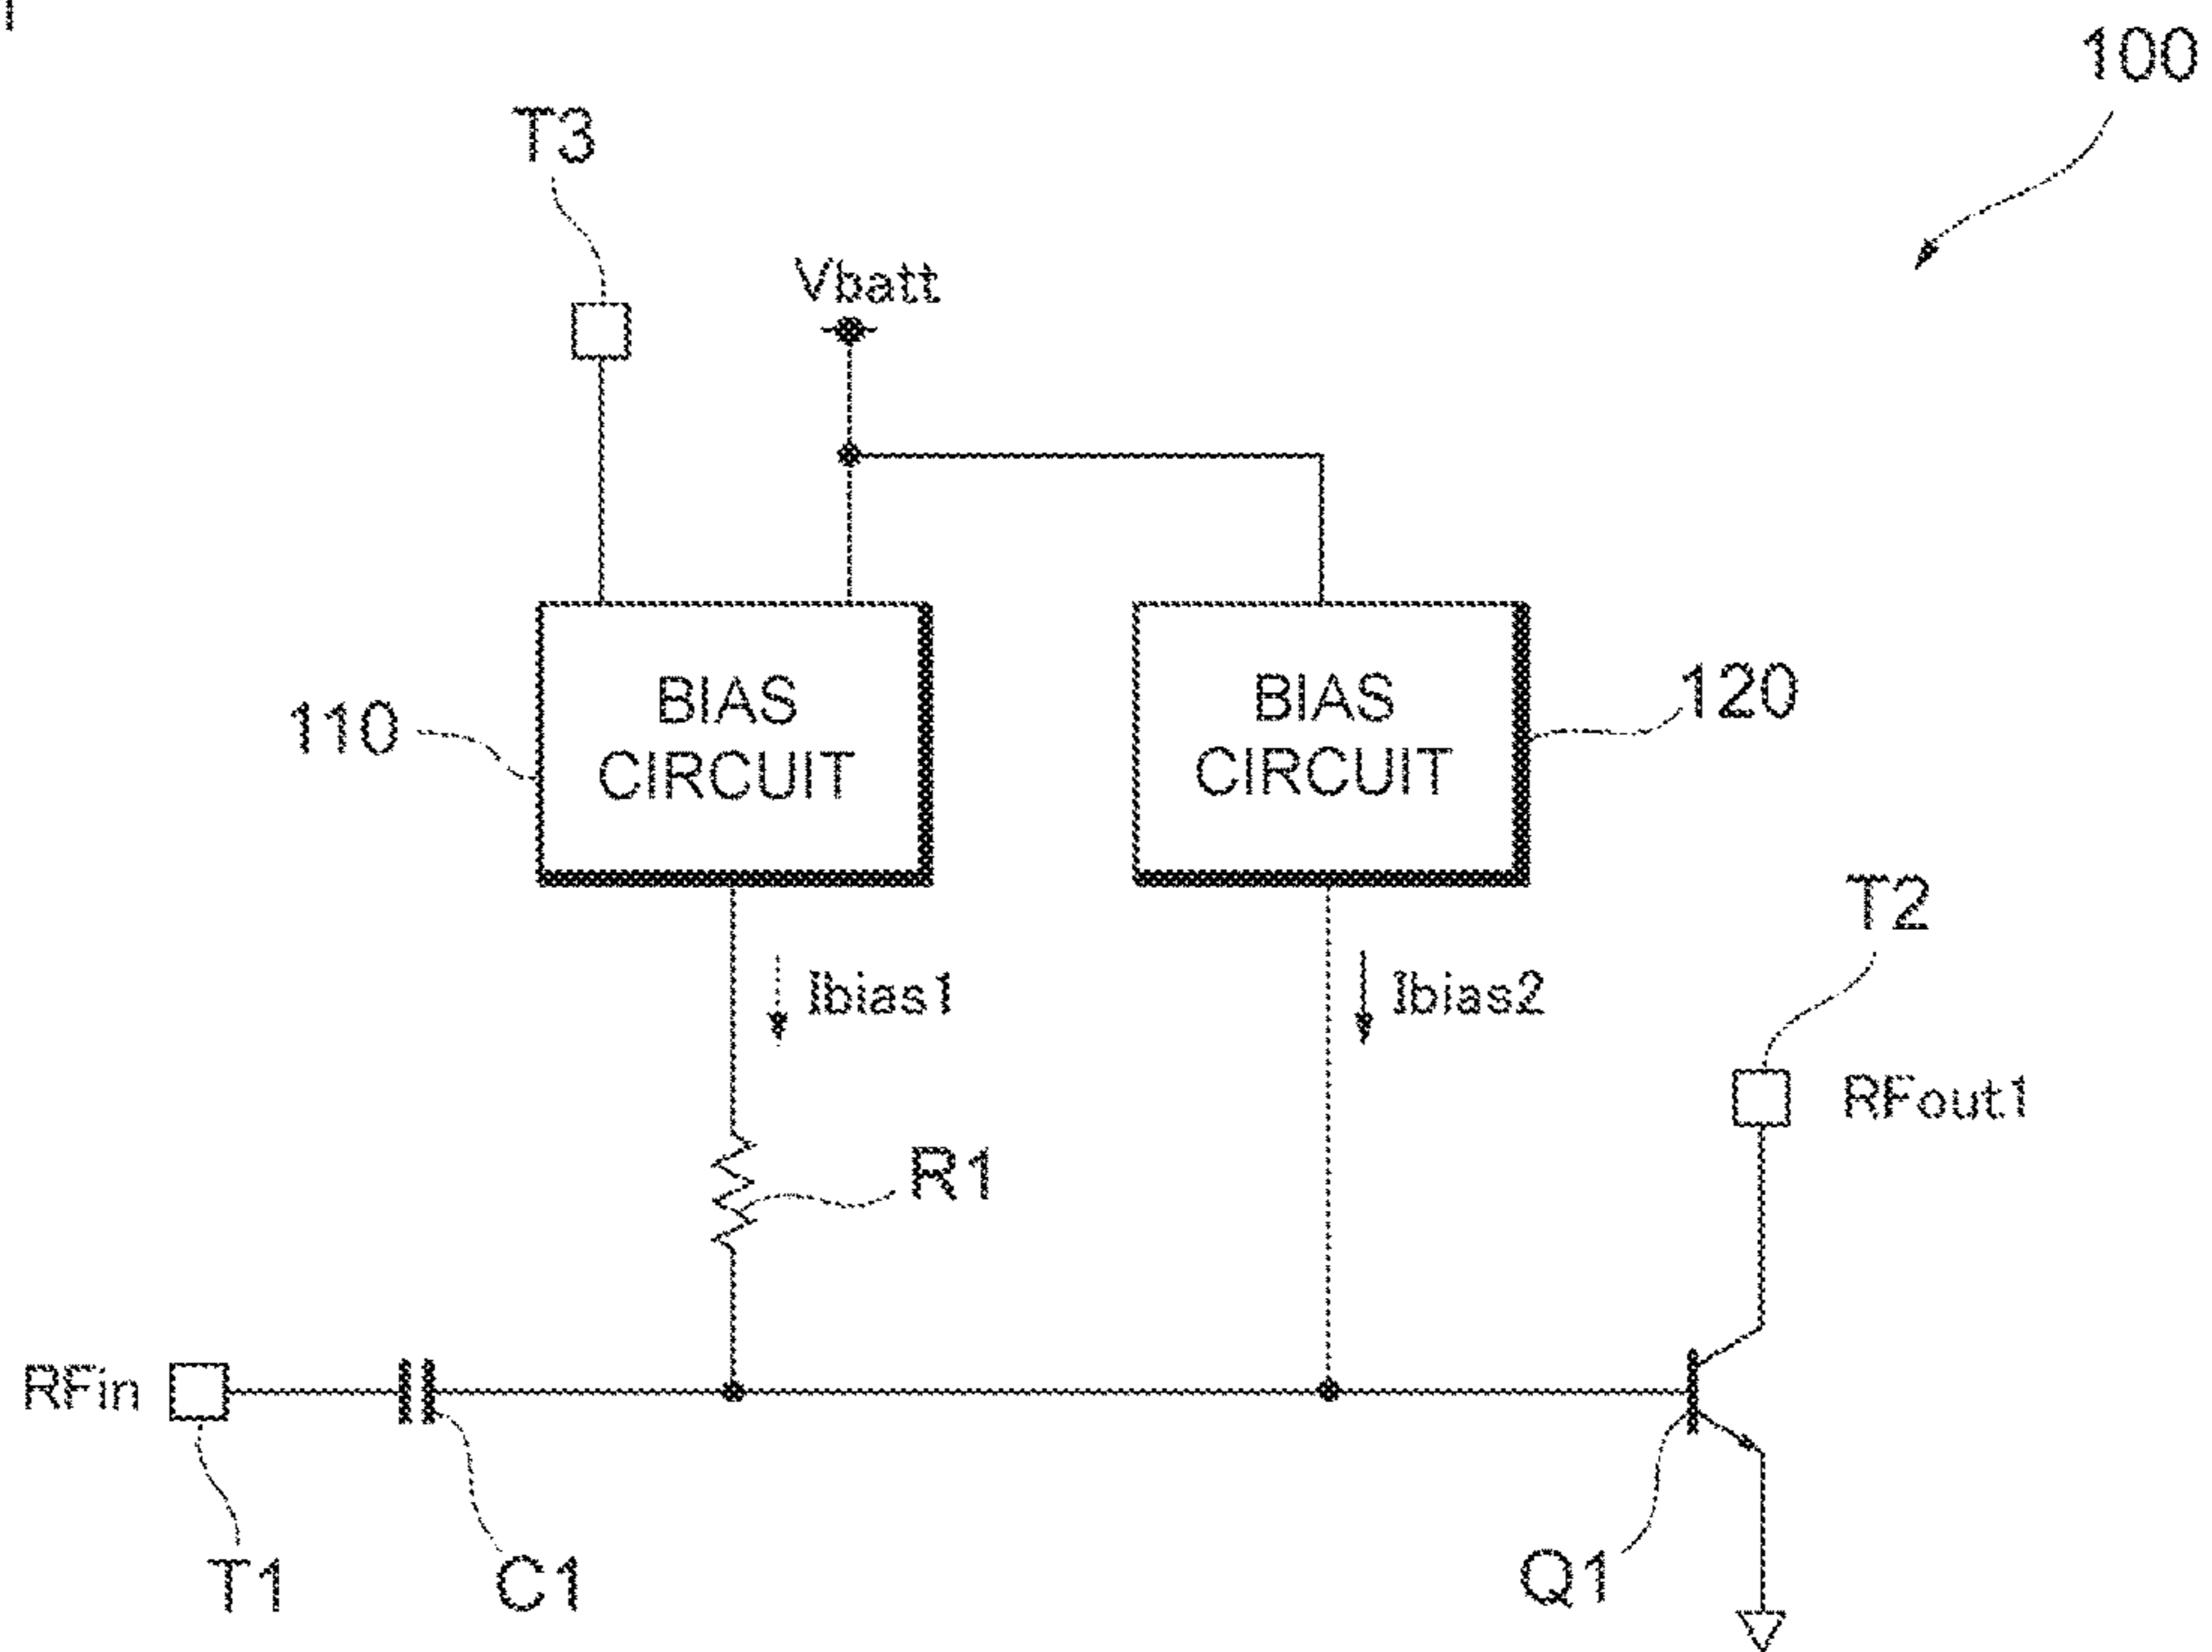 100
T3
Vbatt
110
BIAS
CIRCUIT
BIAS
CIRCUIT
120
T2
Ibias1
Ibias2
RFout1
R1
RFin
T1
C1
Q1